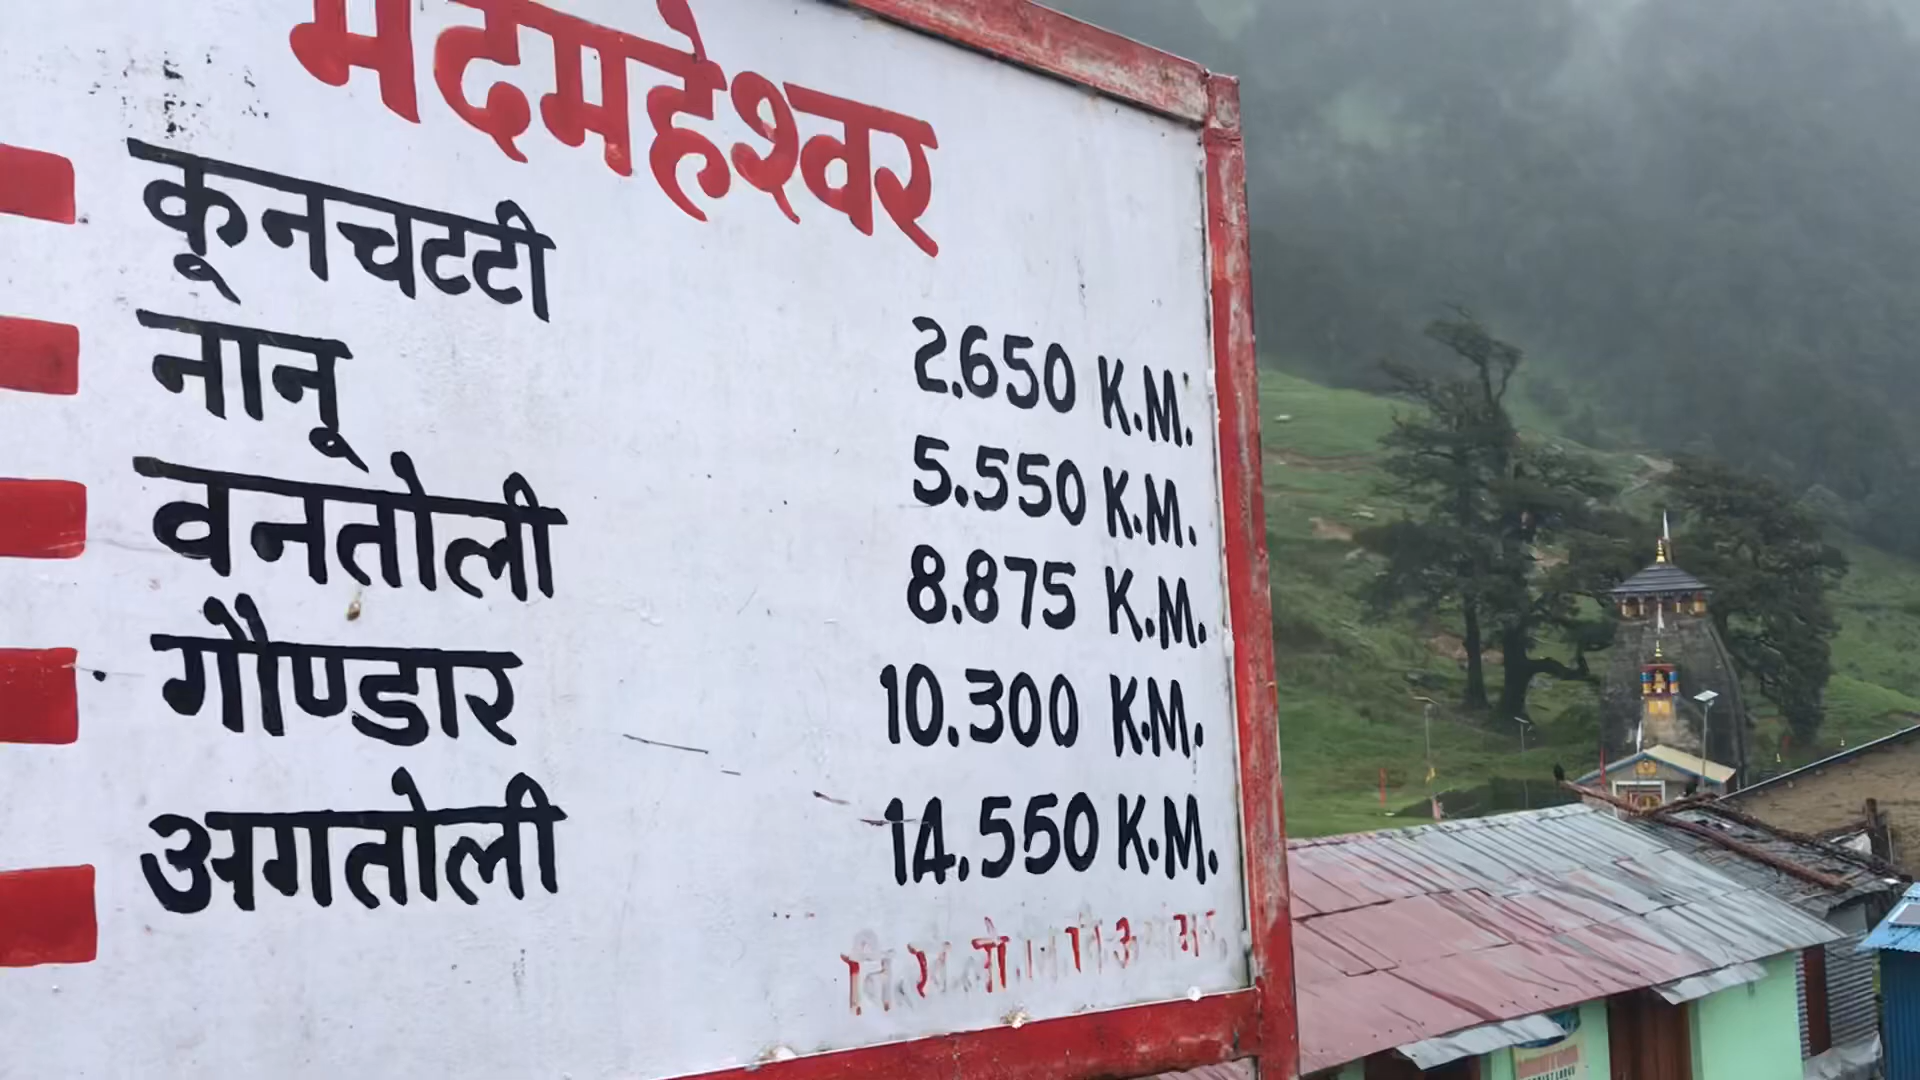 मदमहेश्वर
कूनचटटी 2.650 K.M.
नानू 5.550 K.M.
वनतोली 8.875 K.M.
गौण्डार 10.300 K.M.
अगतोली 14.550 K.M.